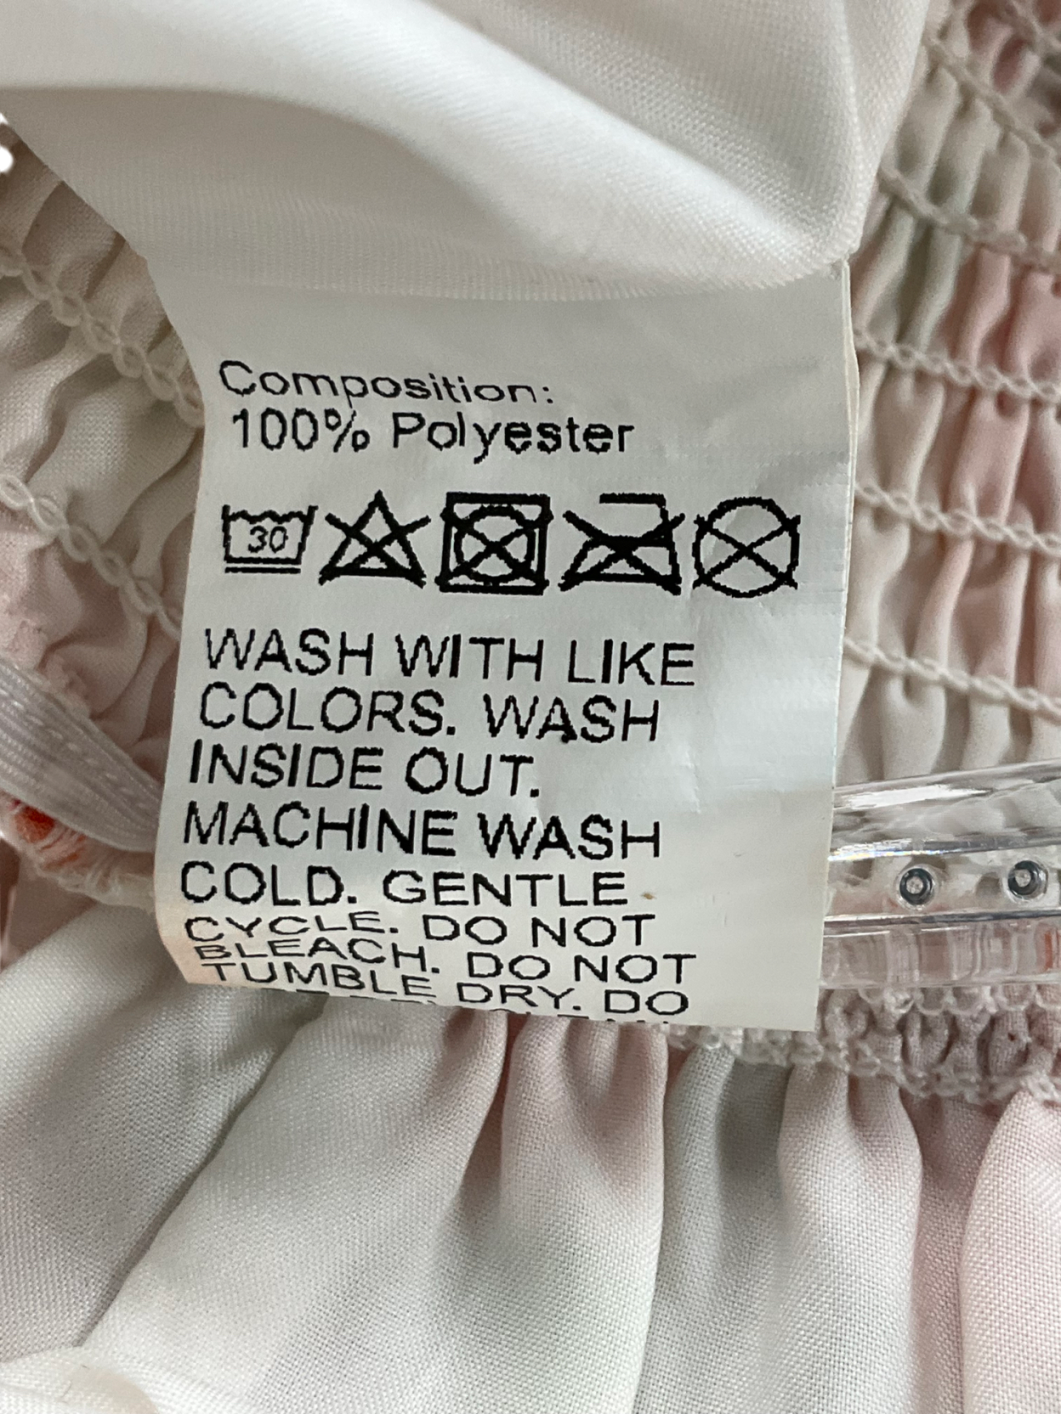 Composition:
100% Polyester
30
WASH WITH LIKE
COLORS. WASH
INSIDE OUT.
MACHINE WASH
COLD. GENTLE
CYCLE. DO NOT
BLEACH. DO NOT
TUMBLE DRY. DO